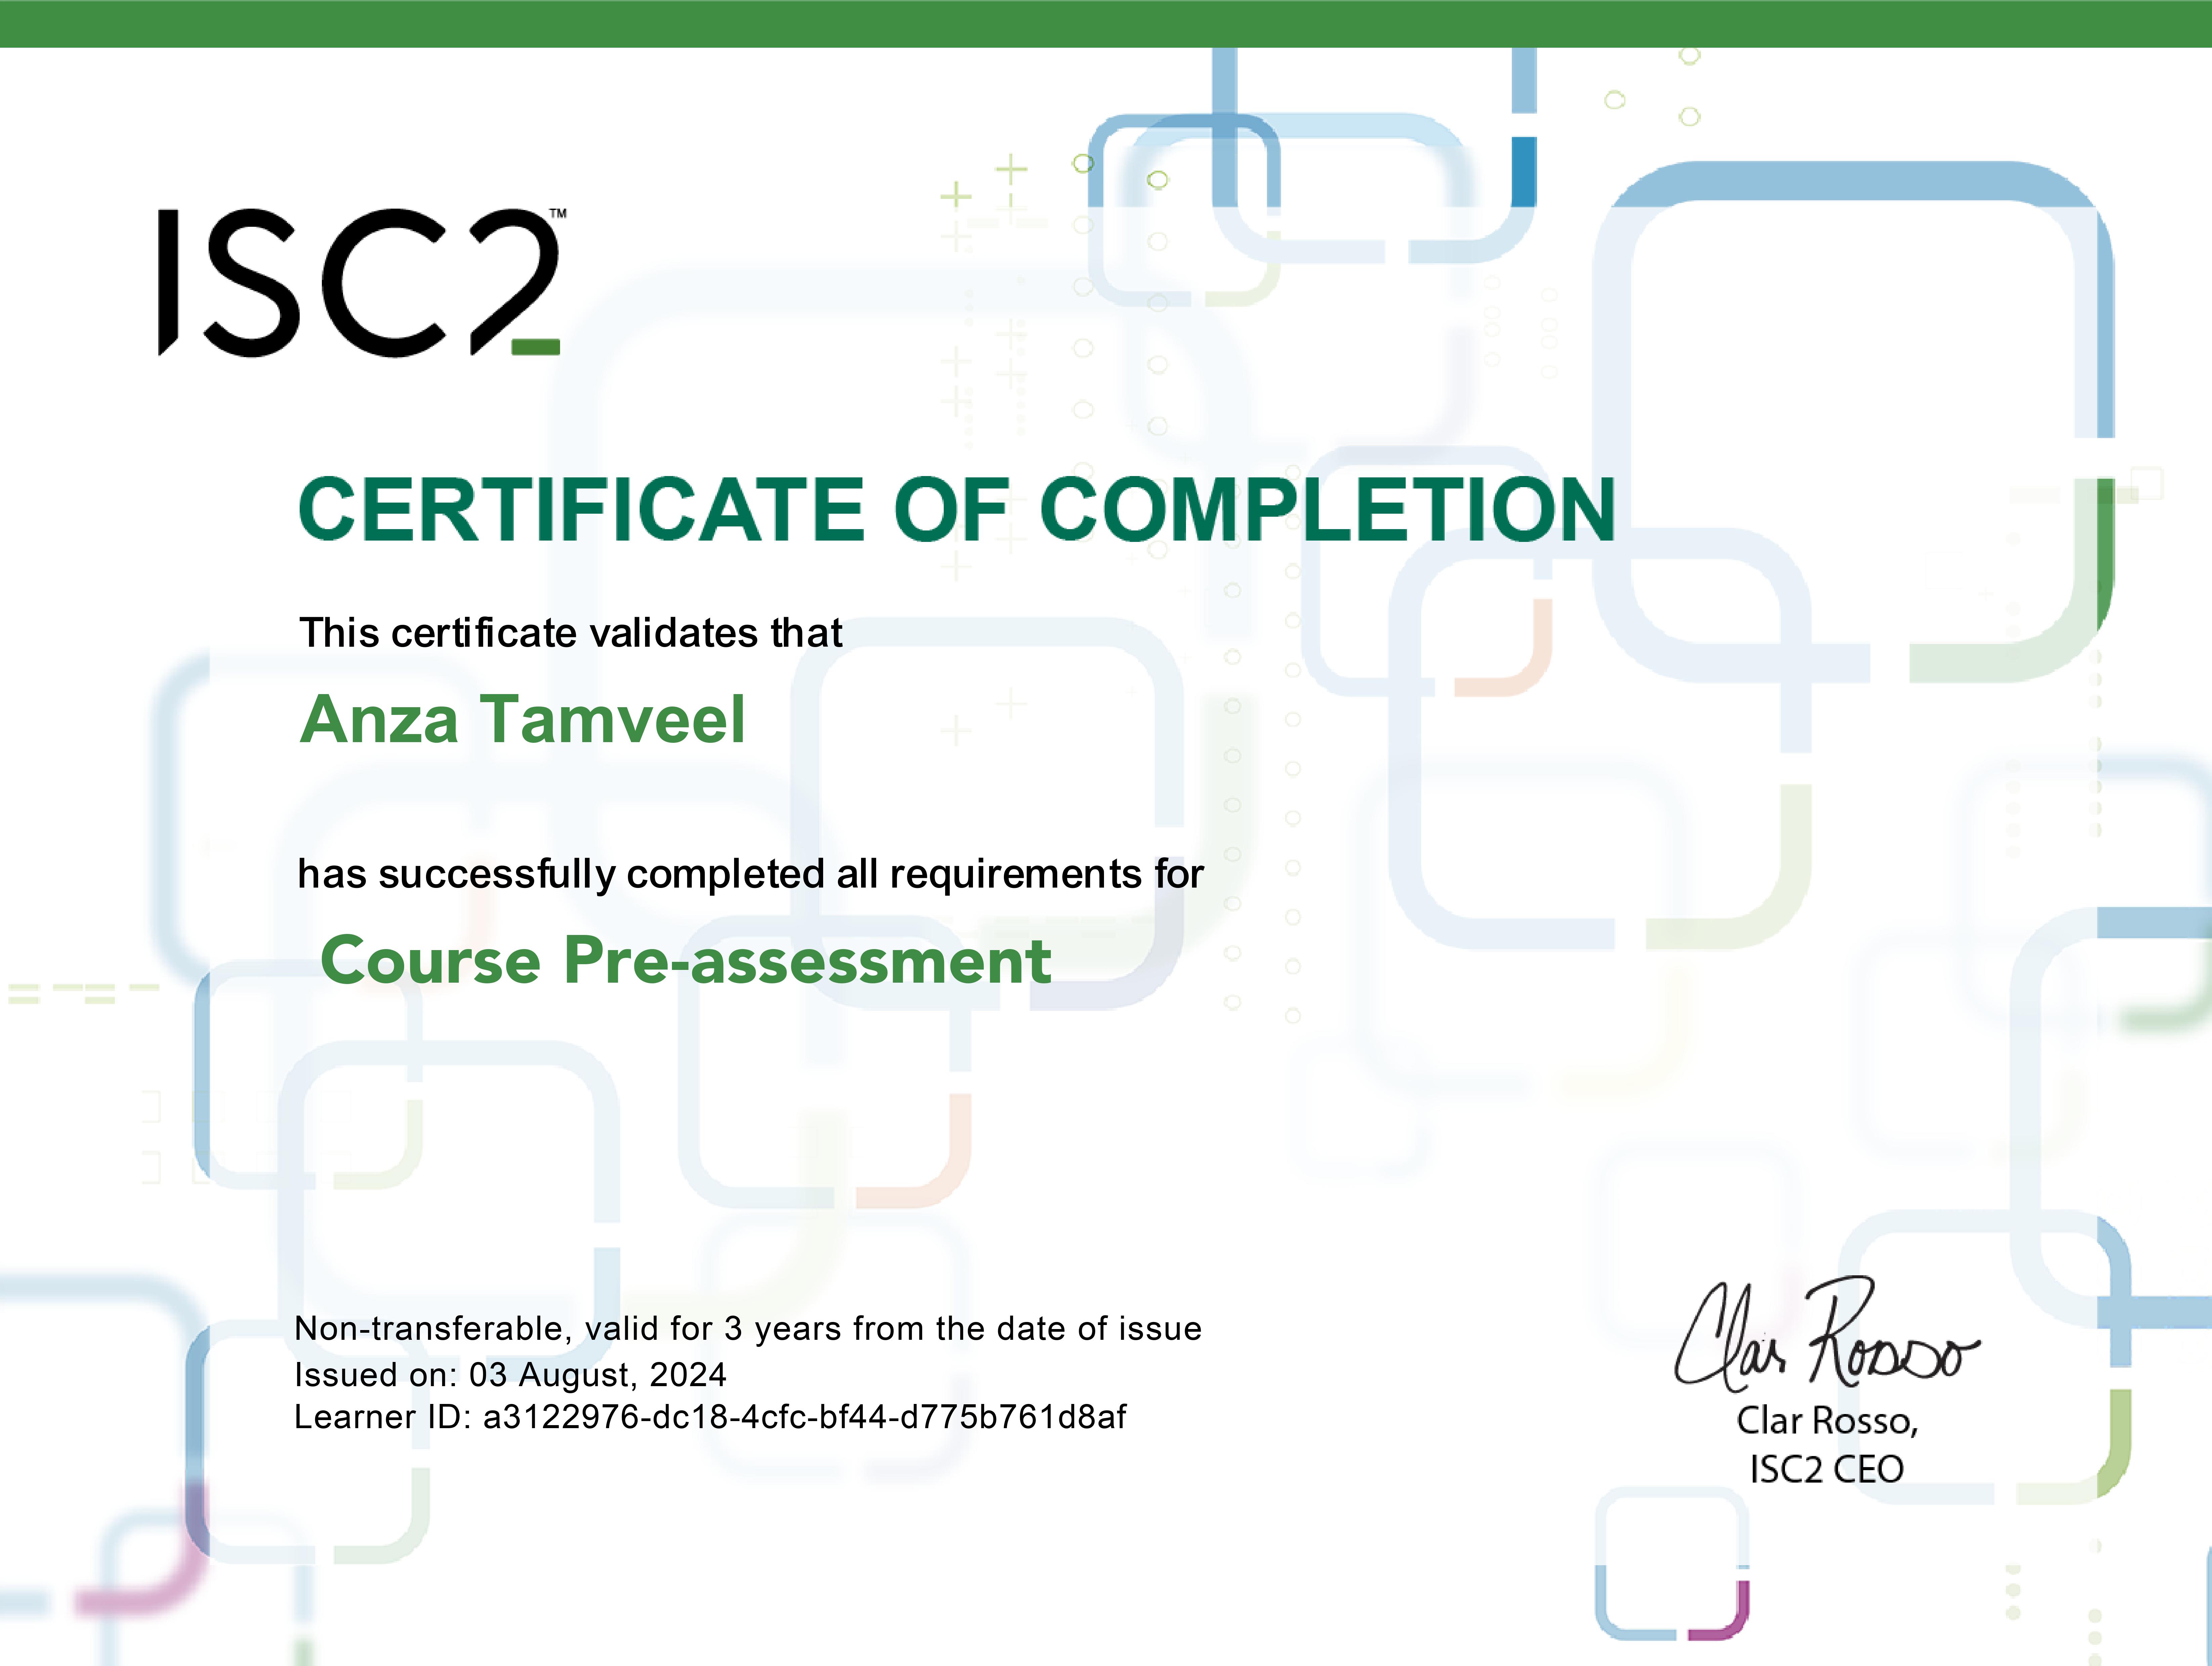 ISC2™
CERTIFICATE OF COMPLETION
This certificate validates that
Anza Tamveel
has successfully completed all requirements for
Course Pre-assessment
Non-transferable, valid for 3 years from the date of issue
Issued on: 03 August, 2024
Learner ID: a3122976-dc18-4cfc-bf44-d775b761d8af
Clar Rosso
Clar Rosso,
ISC2 CEO